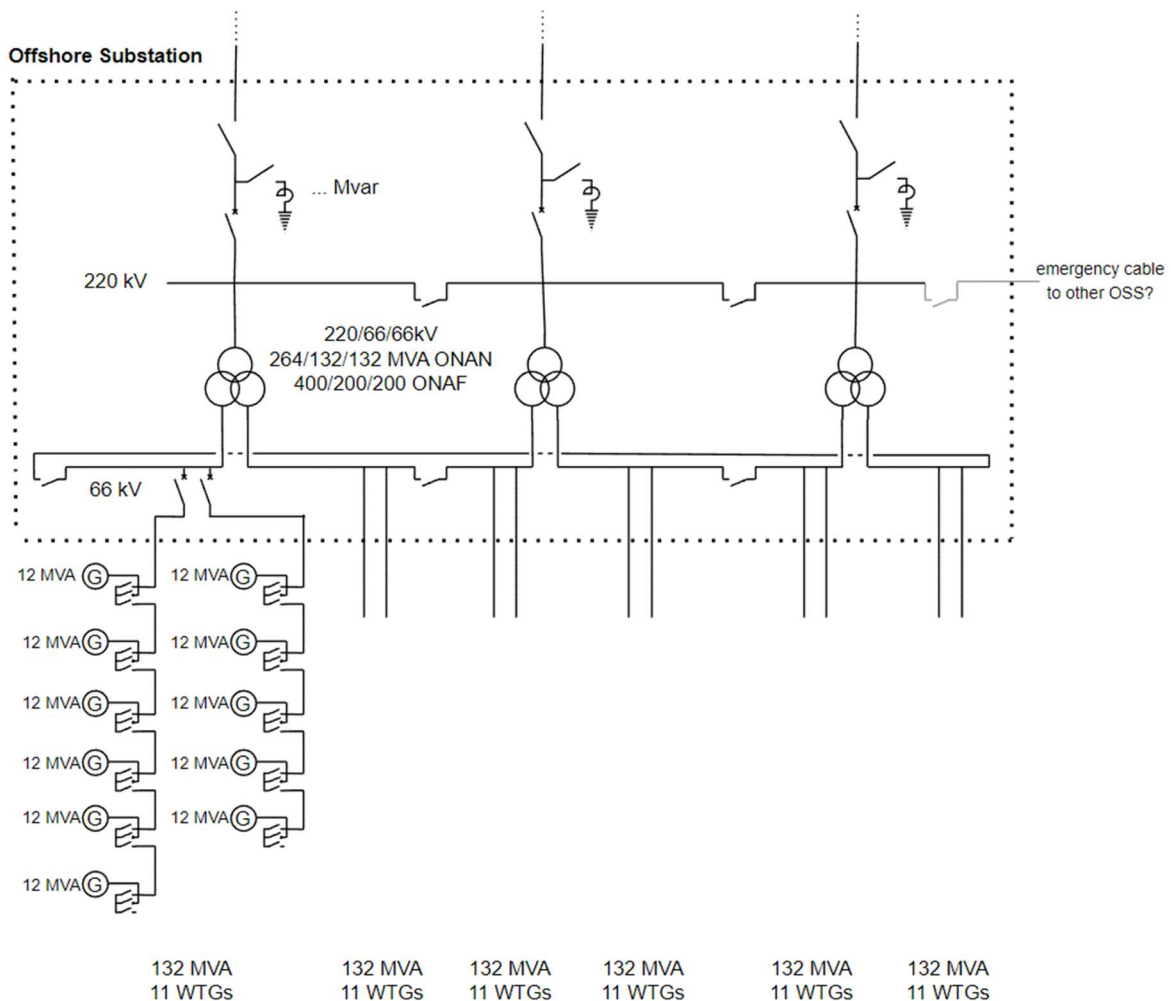 Offshore Substation
... Mvar
220 kV
emergency cable
to other OSS?
220/66/66kV
264/132/132 MVA ONAN
400/200/200 ONAF
66 kV
12 MVA G 12 MVA G
12 MVA G 12 MVA G
12 MVA G 12 MVA G
12 MVA G 12 MVA G
12 MVA G 12 MVA G
12 MVA G
132 MVA 132 MVA 132 MVA 132 MVA 132 MVA 132 MVA
11 WTGs 11 WTGs 11 WTGs 11 WTGs 11 WTGs 11 WTGs